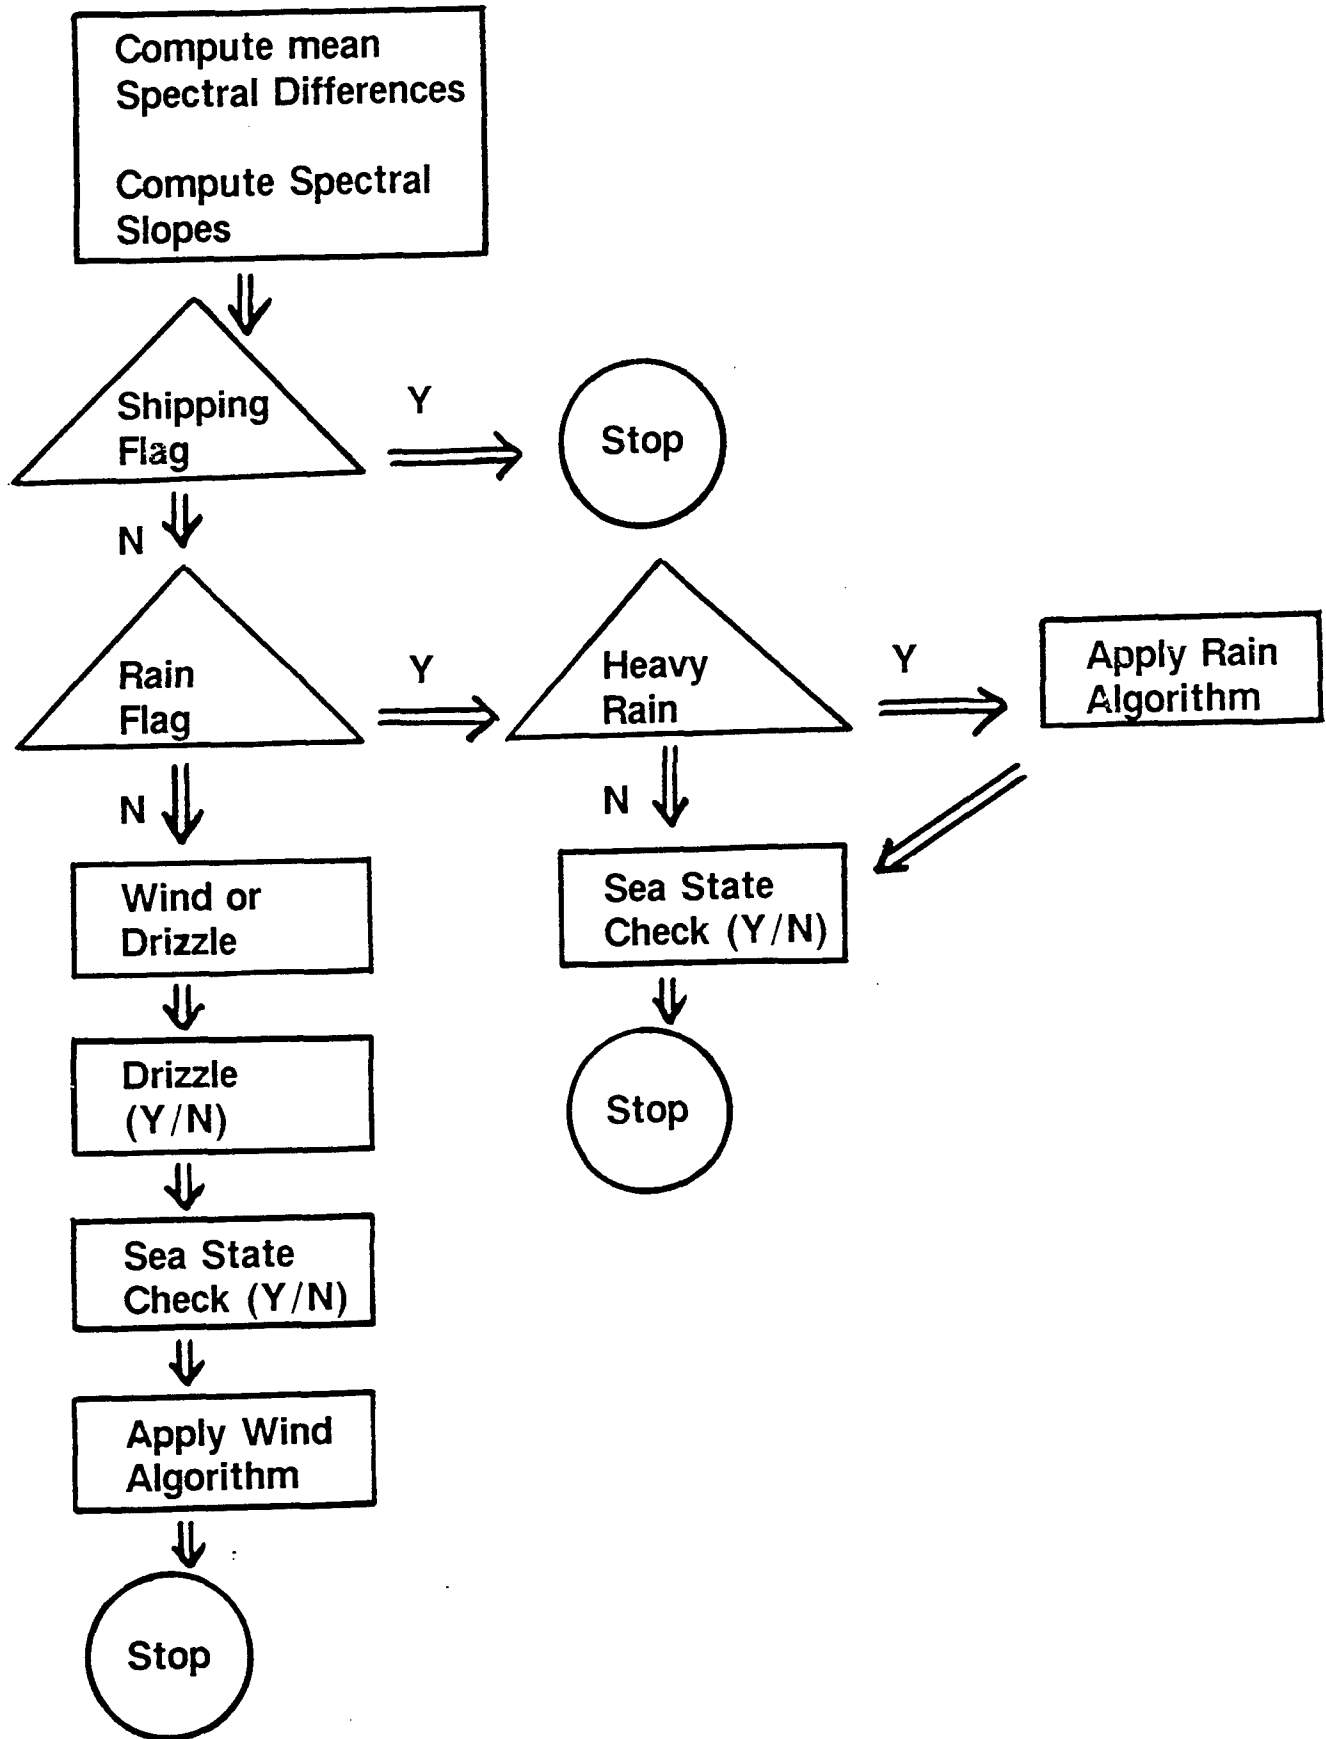 Compute mean
Spectral Differences
Compute Spectral
Slopes
Shipping
Flag
Y
Stop
N
Rain
Flag
Y
Heavy
Rain
Y
Apply Rain
Algorithm
N
N
Wind or
Drizzle
Sea State
Check (Y/N)
Drizzle
(Y/N)
Stop
Sea State
Check (Y/N)
Apply Wind
Algorithm
Stop